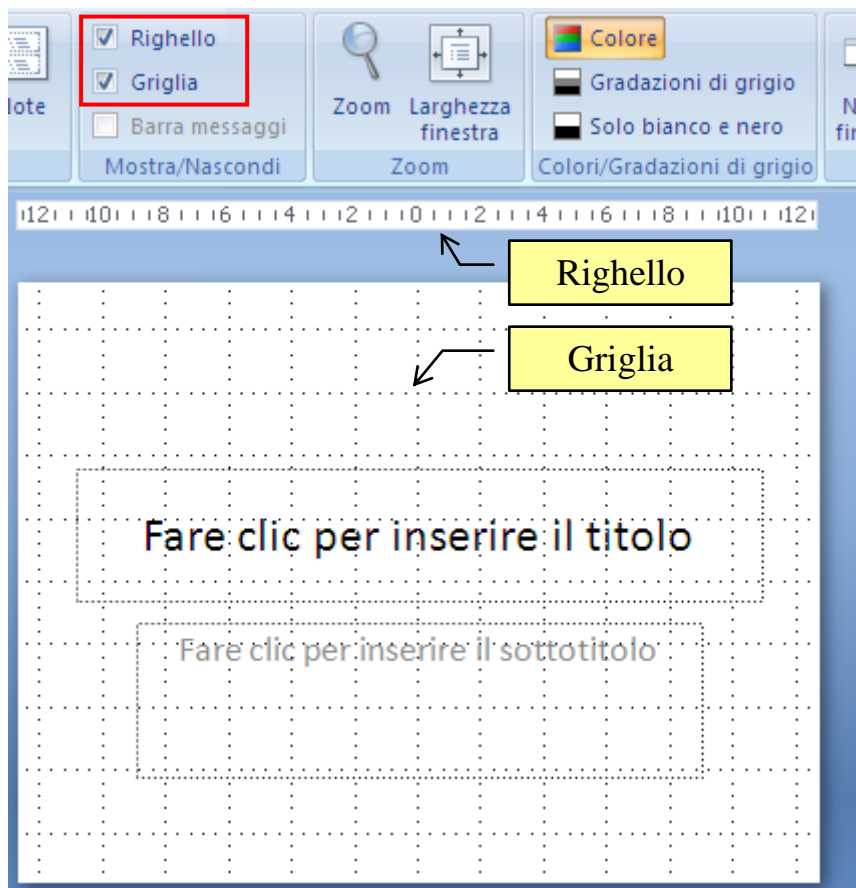 Righello
Griglia
Barra messaggi
Mostra/Nascondi
Zoom
Larghezza
finestra
Zoom
Colore
Gradazioni di grigio
Solo bianco e nero
Colori/Gradazioni di grigio
12 10 8 6 4 2 0 2 4 6 8 10 12
Righello
Griglia
Fare clic per inserire il titolo
Fare clic per inserire il sottotitolo